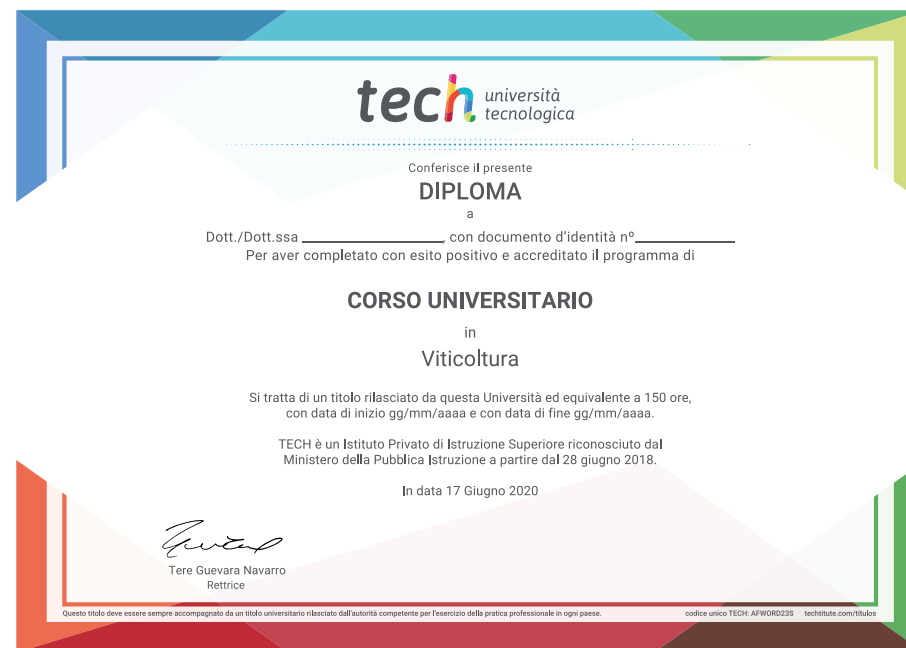 tech università
tecnologica
Conferisce il presente
DIPLOMA
a
Dott./Dott.ssa ____________________, con documento d'identità nº______________
Per aver completato con esito positivo e accreditato il programma di
CORSO UNIVERSITARIO
in
Viticoltura
Si tratta di un titolo rilasciato da questa Università ed equivalente a 150 ore,
con data di inizio gg/mm/aaaa e con data di fine gg/mm/aaaa.
TECH è un Istituto Privato di Istruzione Superiore riconosciuto dal
Ministero della Pubblica Istruzione a partire dal 28 giugno 2018.
In data 17 Giugno 2020
Tere Guevara Navarro
Rettrice
Questo titolo deve essere sempre accompagnato da un titolo universitario rilasciato dall'autorità competente per l'esercizio della pratica professionale in ogni paese. codice unico TECH: AFWORD23S techtitute.com/títulos